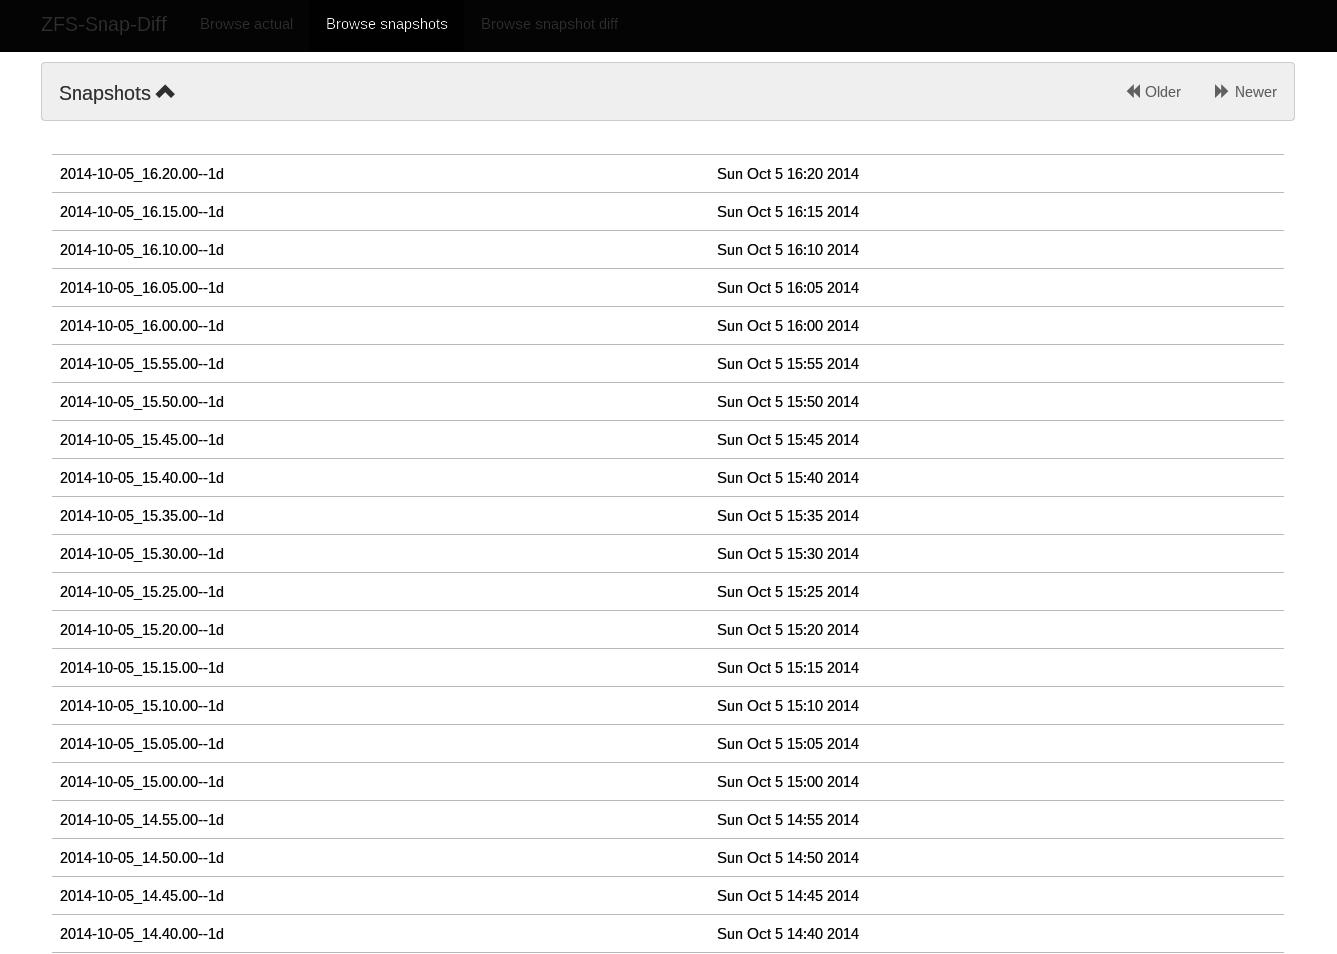 ZFS-Snap-Diff Browse actual Browse snapshots Browse snapshot diff
Snapshots Older Newer
2014-10-05_16.20.00--1d Sun Oct 5 16:20 2014
2014-10-05_16.15.00--1d Sun Oct 5 16:15 2014
2014-10-05_16.10.00--1d Sun Oct 5 16:10 2014
2014-10-05_16.05.00--1d Sun Oct 5 16:05 2014
2014-10-05_16.00.00--1d Sun Oct 5 16:00 2014
2014-10-05_15.55.00--1d Sun Oct 5 15:55 2014
2014-10-05_15.50.00--1d Sun Oct 5 15:50 2014
2014-10-05_15.45.00--1d Sun Oct 5 15:45 2014
2014-10-05_15.40.00--1d Sun Oct 5 15:40 2014
2014-10-05_15.35.00--1d Sun Oct 5 15:35 2014
2014-10-05_15.30.00--1d Sun Oct 5 15:30 2014
2014-10-05_15.25.00--1d Sun Oct 5 15:25 2014
2014-10-05_15.20.00--1d Sun Oct 5 15:20 2014
2014-10-05_15.15.00--1d Sun Oct 5 15:15 2014
2014-10-05_15.10.00--1d Sun Oct 5 15:10 2014
2014-10-05_15.05.00--1d Sun Oct 5 15:05 2014
2014-10-05_15.00.00--1d Sun Oct 5 15:00 2014
2014-10-05_14.55.00--1d Sun Oct 5 14:55 2014
2014-10-05_14.50.00--1d Sun Oct 5 14:50 2014
2014-10-05_14.45.00--1d Sun Oct 5 14:45 2014
2014-10-05_14.40.00--1d Sun Oct 5 14:40 2014